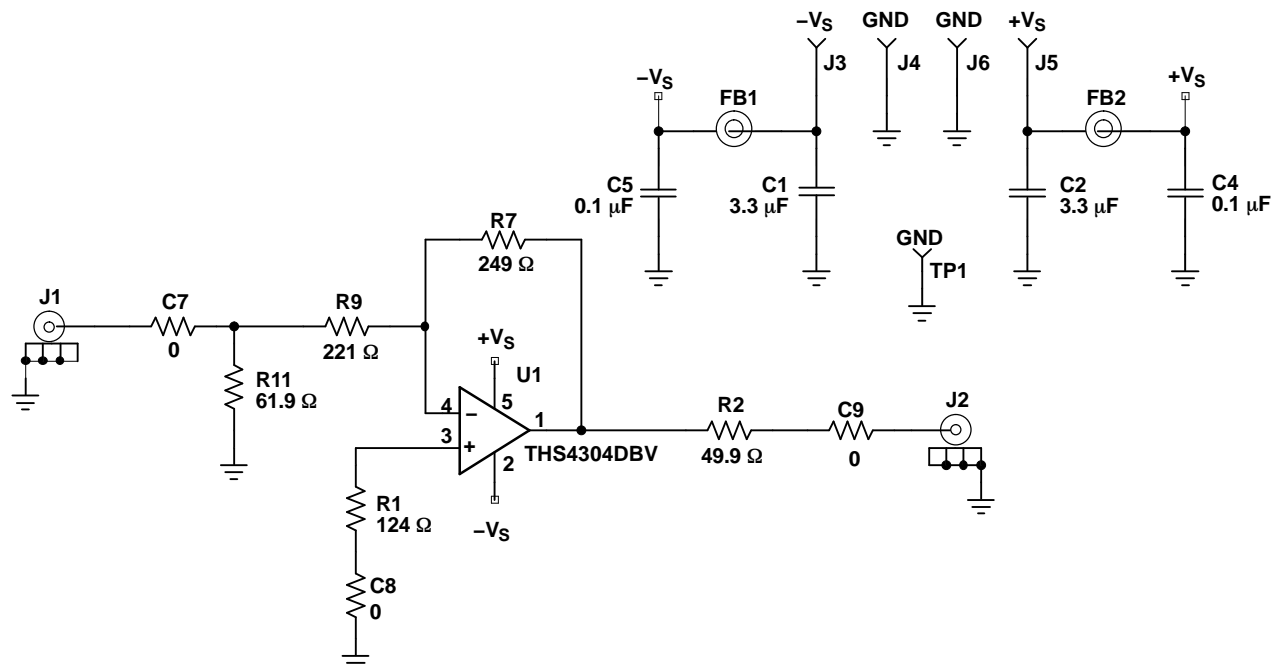 −VS
GND
GND
+VS
J3
J4
J6
J5
−VS
FB1
FB2
+VS
C5
0.1 μF
C1
3.3 μF
C2
3.3 μF
C4
0.1 μF
R7
249 Ω
GND
TP1
J1
C7
0
R9
221 Ω
R11
61.9 Ω
+VS
U1
5
4
−
3
+
1
2
THS4304DBV
−VS
R2
49.9 Ω
C9
0
J2
R1
124 Ω
C8
0